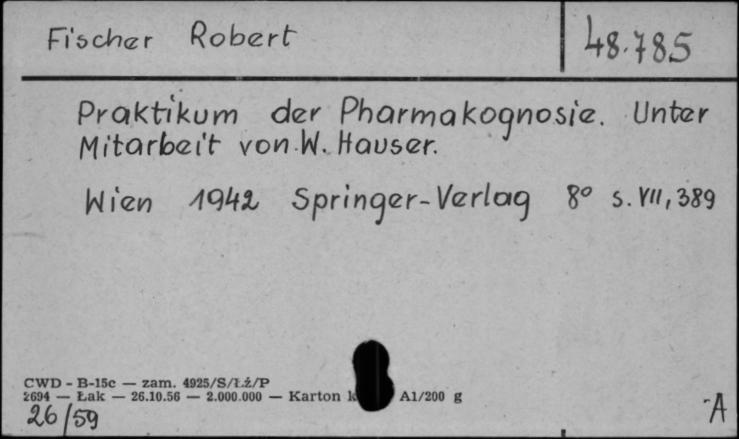 Fischer Robert
48.785
Praktikum der Pharmakognosie. Unter
Mitarbeit von W. Hauser.
Wien 1942 Springer-Verlag 8° s. VII, 389
CWD - B-15c — zam. 4925/S/Łż/P
2694 — Łak — 26.10.56 — 2.000.000 — Karton A1/200 g
26/59
A